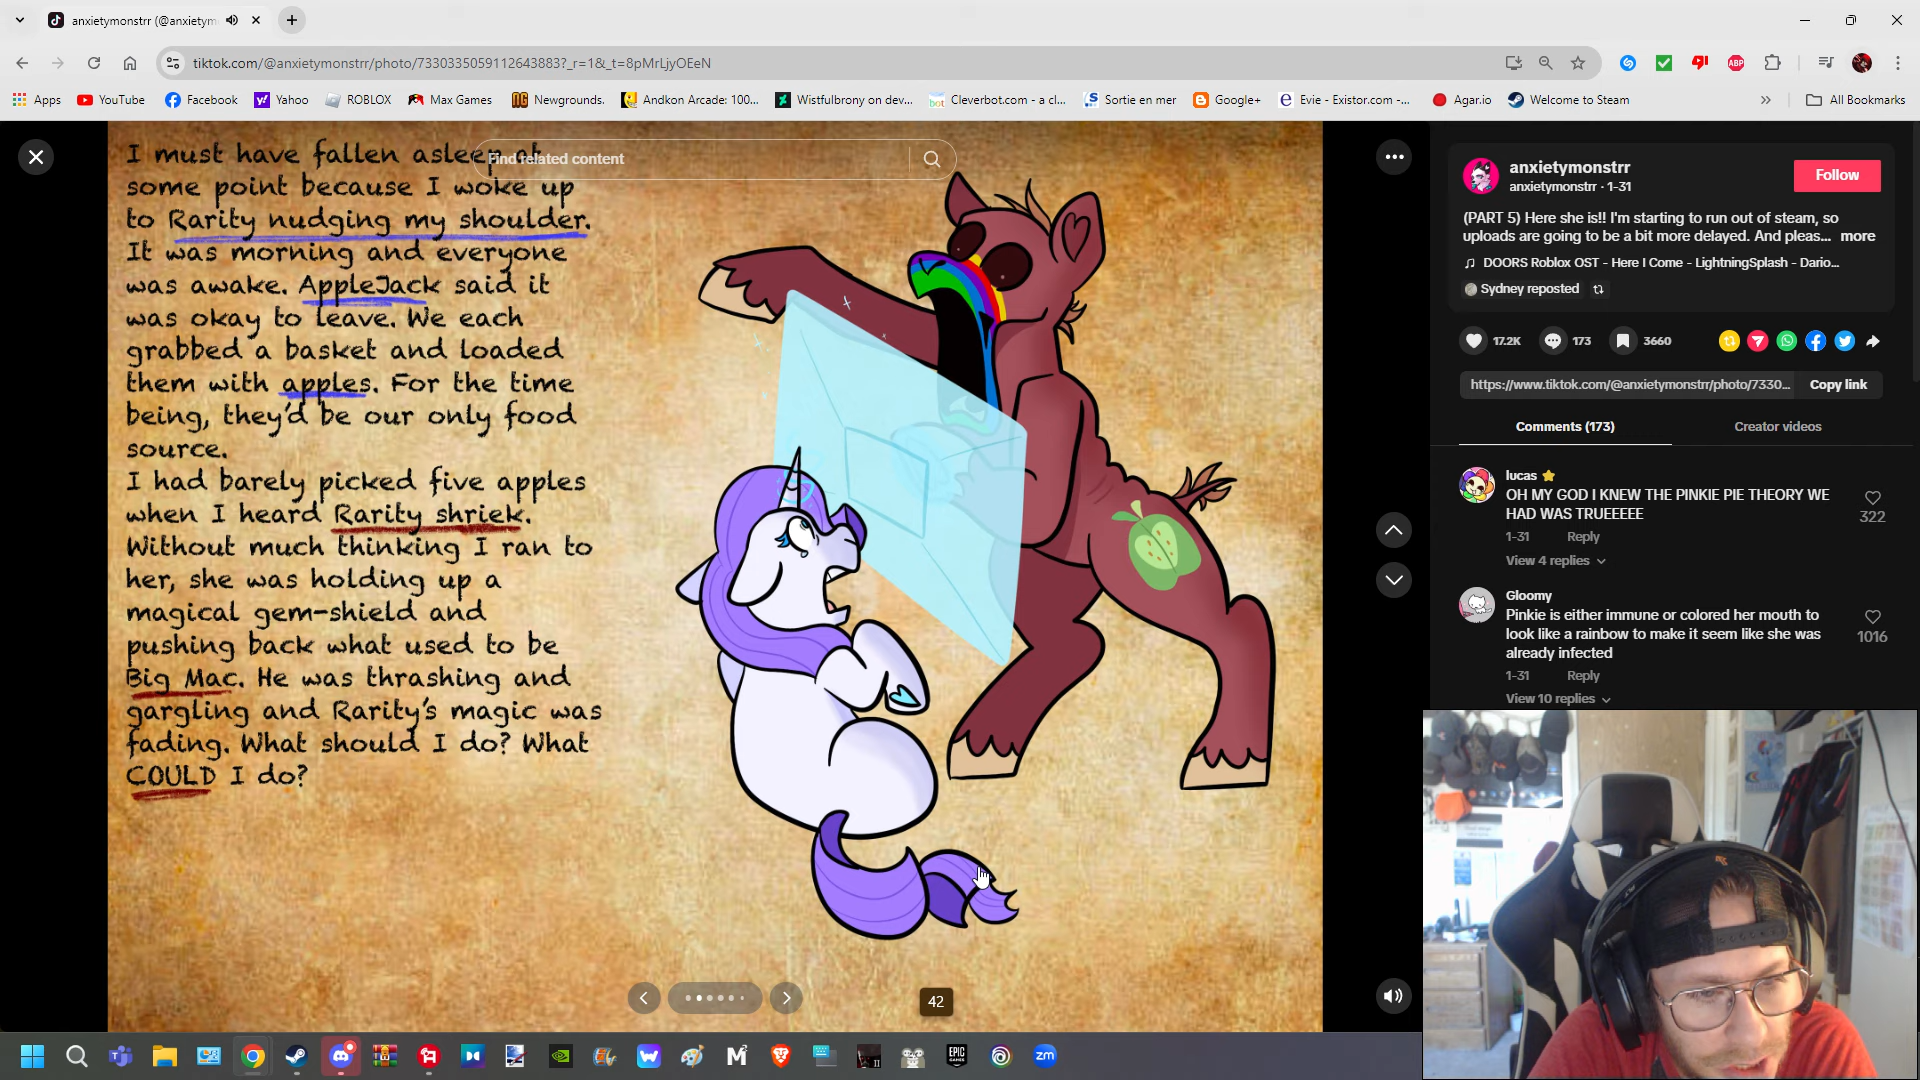 anxietymonstrr (@anxietym
tiktok.com/@anxietymonstrr/photo/7330335059112643883?_r=1&_t=8pMrLjyOEeN
Apps YouTube Facebook Yahoo ROBLOX Max Games Newgrounds. Andkon Arcade: 100... Wistfulbrony on dev... Cleverbot.com - a cl... Sortie en mer Google+ Evie - Existor.com -... Agar.io Welcome to Steam » All Bookmarks
Find related content
I must have fallen asleep at
some point because I woke up
to Rarity nudging my shoulder.
It was morning and everyone
was awake. AppleJack said it
was okay to leave. We each
grabbed a basket and loaded
them with apples. For the time
being, they'd be our only food
source.
I had barely picked five apples
when I heard Rarity shriek.
Without much thinking I ran to
her, she was holding up a
magical gem-shield and
pushing back what used to be
Big Mac. He was thrashing and
gargling and Rarity's magic was
fading. What should I do? What
COULD I do?
42
anxietymonstrr
anxietymonstrr · 1-31
Follow
(PART 5) Here she is!! I'm starting to run out of steam, so
uploads are going to be a bit more delayed. And pleas... more
DOORS Roblox OST - Here I Come - LightningSplash - Dario...
Sydney reposted
17.2K 173 3660
https://www.tiktok.com/@anxietymonstrr/photo/7330... Copy link
Comments (173) Creator videos
lucas
OH MY GOD I KNEW THE PINKIE PIE THEORY WE
HAD WAS TRUEEEEE
322
1-31 Reply
View 4 replies
Gloomy
Pinkie is either immune or colored her mouth to
look like a rainbow to make it seem like she was
already infected
1016
1-31 Reply
View 10 replies
ABP
EPIC GAMES
zm